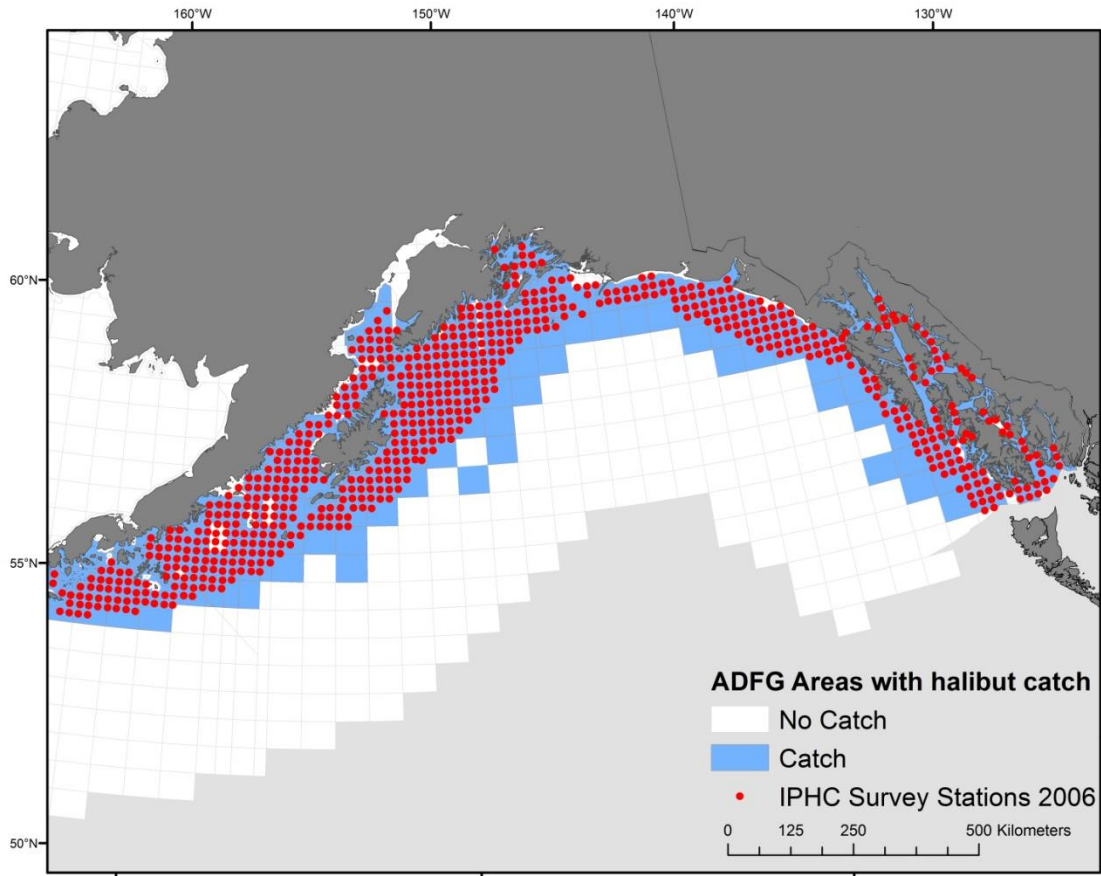 160°W 150°W 140°W 130°W
60°N
55°N
50°N
ADFG Areas with halibut catch
No Catch
Catch
IPHC Survey Stations 2006
0 125 250 500 Kilometers